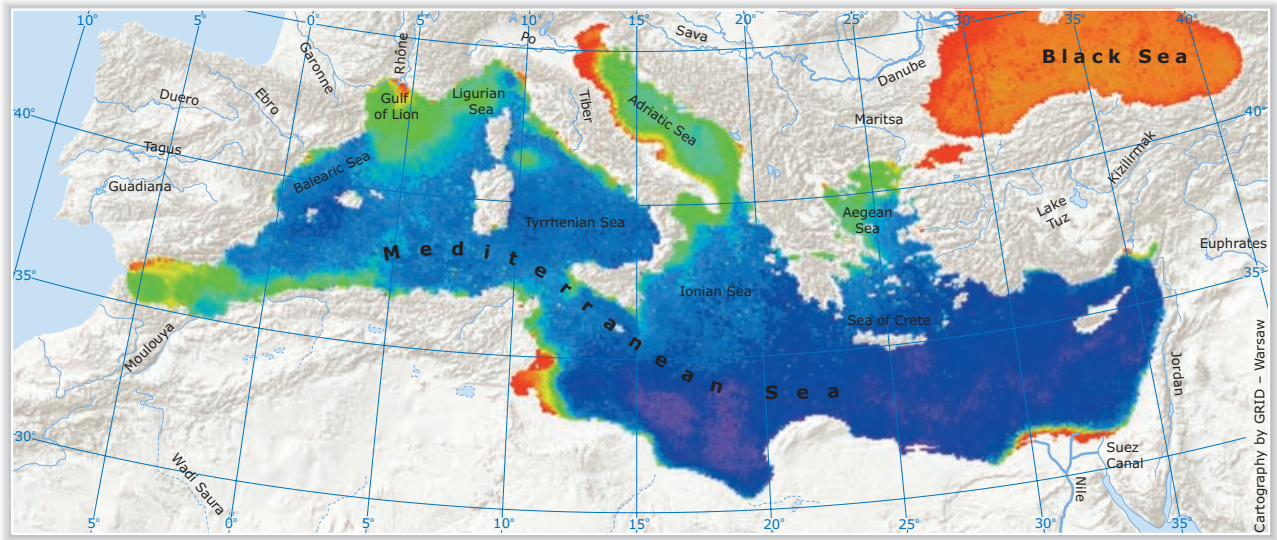 10°
5°
0°
5°
10°
15°
20°
25°
30°
35°
40°
Rhône
Po
Sava
Garonne
Danube
Black Sea
Duero
Ebro
Gulf
of Lion
Ligurian
Sea
Tiber
Adriatic Sea
Maritsa
40°
40°
Tagus
Balearic Sea
Kizilirmak
Guadiana
Tyrrhenian Sea
Aegean
Sea
Lake
Tuz
Euphrates
Mediterranean Sea
35°
35°
Ionian Sea
Sea of Crete
Moulouya
Jordan
30°
Wadi Saura
Suez
Canal
Nile
5°
0°
5°
10°
15°
20°
25°
30°
35°
Cartography by GRID – Warsaw